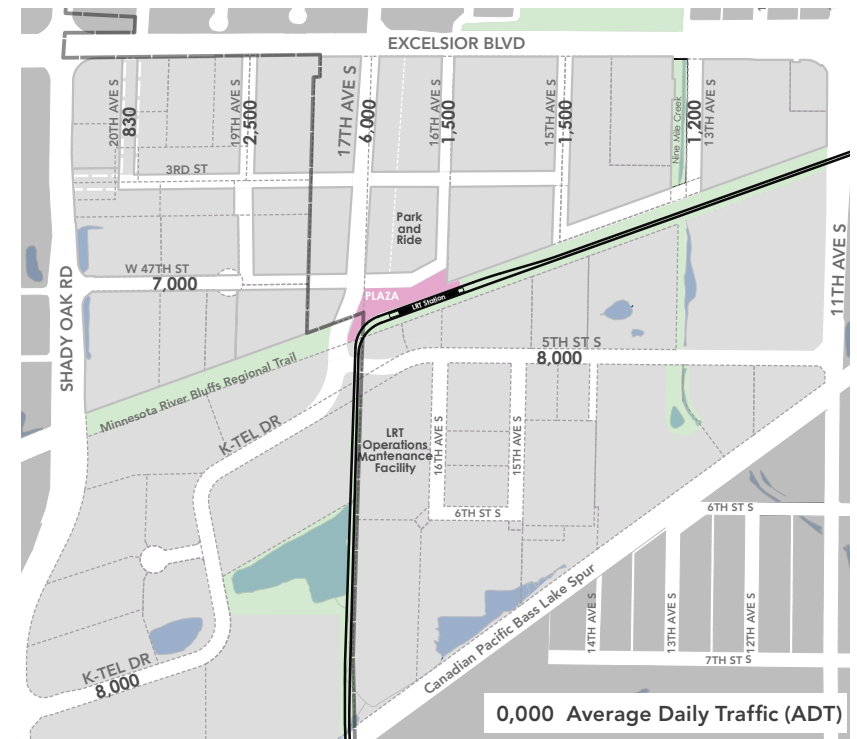 EXCELSIOR BLVD
20TH AVE S
830
19TH AVE S
2,500
17TH AVE S
6,000
16TH AVE S
1,500
15TH AVE S
1,500
Nine Mile Creek
1,200
13TH AVE S
3RD ST
Park
and
Ride
W 47TH ST
7,000
PLAZA
LRT Station
SHADY OAK RD
11TH AVE S
5TH ST S
8,000
Minnesota River Bluffs Regional Trail
K-TEL DR
LRT
Operations
Mantenance
Facility
16TH AVE S
15TH AVE S
6TH ST S
6TH ST S
Canadian Pacific Bass Lake Spur
14TH AVE S
13TH AVE S
12TH AVE S
7TH ST S
K-TEL DR
8,000
0,000 Average Daily Traffic (ADT)